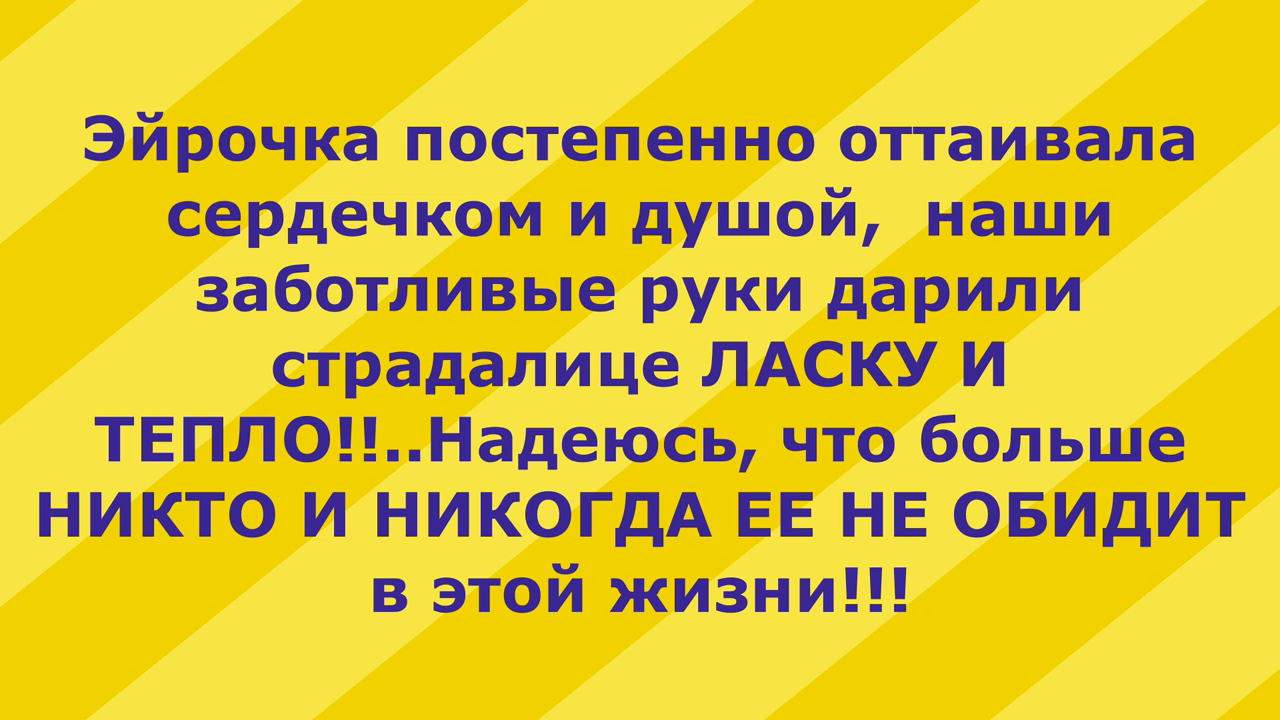 Эйрочка постепенно оттаивала
сердечком и душой,  наши
заботливые руки дарили
страдалице ЛАСКУ И
ТЕПЛО!!..Надеюсь, что больше
НИКТО И НИКОГДА ЕЕ НЕ ОБИДИТ
в этой жизни!!!